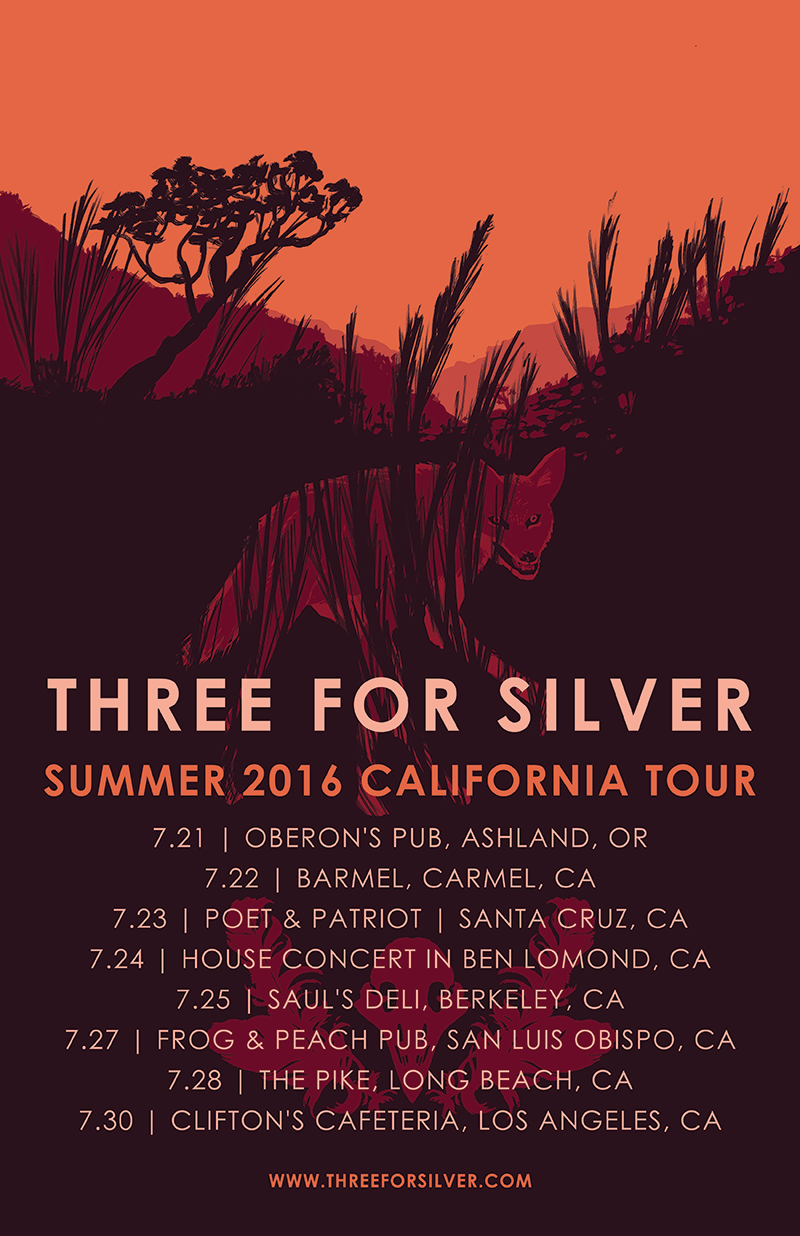 THREE FOR SILVER
SUMMER 2016 CALIFORNIA TOUR
7.21 | OBERON'S PUB, ASHLAND, OR
7.22 | BARMEL, CARMEL, CA
7.23 | POET & PATRIOT | SANTA CRUZ, CA
7.24 | HOUSE CONCERT IN BEN LOMOND, CA
7.25 | SAUL'S DELI, BERKELEY, CA
7.27 | FROG & PEACH PUB, SAN LUIS OBISPO, CA
7.28 | THE PIKE, LONG BEACH, CA
7.30 | CLIFTON'S CAFETERIA, LOS ANGELES, CA
WWW.THREEFORSILVER.COM